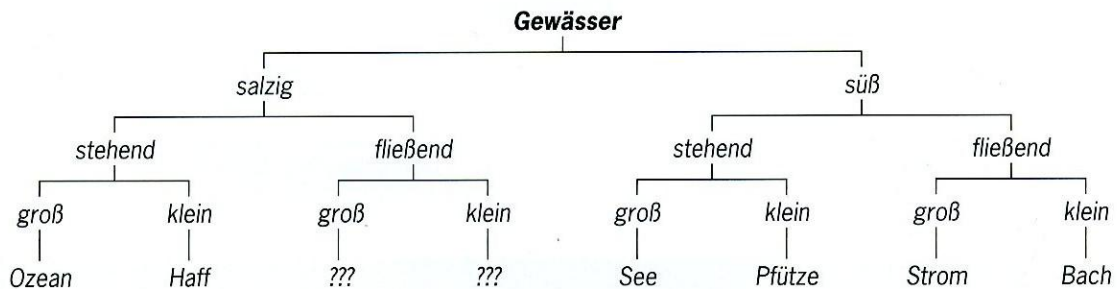 Gewässer
salzig süß
stehend fließend stehend fließend
groß klein groß klein groß klein groß klein
Ozean Haff ??? ??? See Pfütze Strom Bach